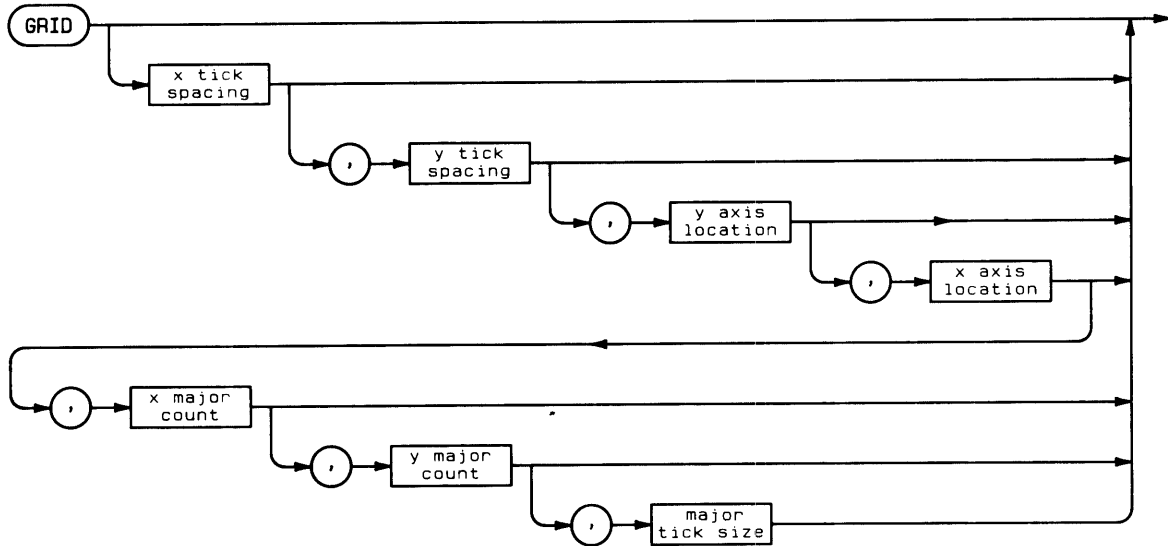 GRID
x tick
spacing
,
y tick
spacing
,
y axis
location
,
x axis
location
,
x major
count
,
y major
count
,
major
tick size